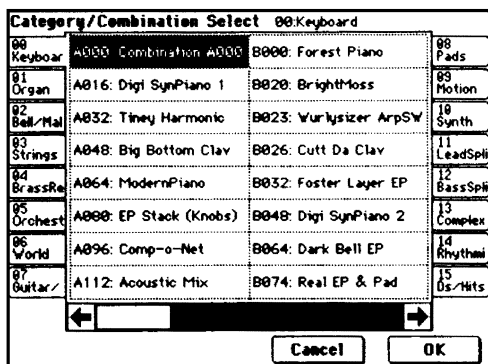 Category/Combination Select 00:Keyboard
00
Keyboar
01
Organ
02
Bell/Mal
03
Strings
04
BrassRe
05
Orchest
06
World
07
Guitar/
A000: Combination A000
A016: Digi SynPiano 1
A032: Tiney Harmonic
A048: Big Bottom Clav
A064: ModernPiano
A080: EP Stack (Knobs)
A096: Comp-o-Net
A112: Acoustic Mix
B000: Forest Piano
B020: BrightMoss
B023: Wurlysizer ArpSW
B026: Cutt Da Clav
B032: Foster Layer EP
B048: Digi SynPiano 2
B064: Dark Bell EP
B074: Real EP & Pad
08
Pads
09
Motion
10
Synth
11
LeadSpli
12
BassSpli
13
Complex
14
Rhythmi
15
Ds/Hits
Cancel
OK